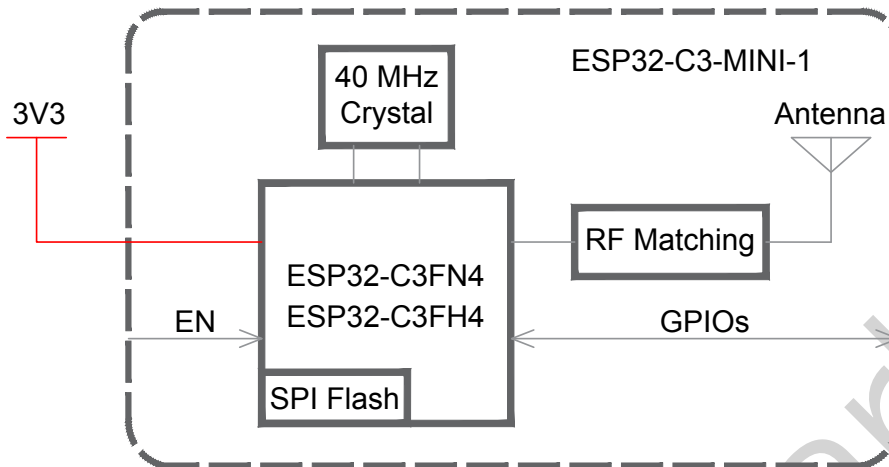 ESP32-C3-MINI-1
40 MHz
Crystal
3V3
Antenna
RF Matching
ESP32-C3FN4
ESP32-C3FH4
EN
GPIOs
SPI Flash